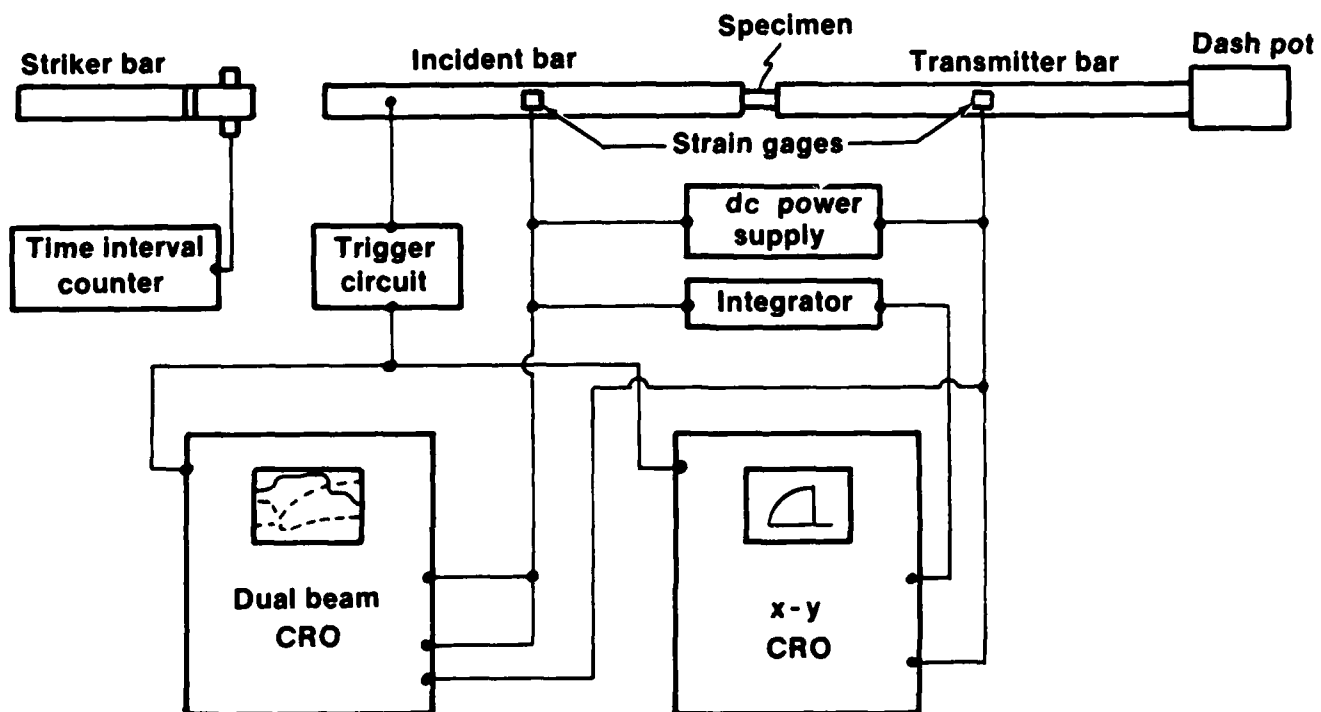 Specimen
Striker bar
Incident bar
Transmitter bar
Dash pot
Strain gages
Time interval
counter
Trigger
circuit
dc power
supply
Integrator
Dual beam
CRO
x-y
CRO